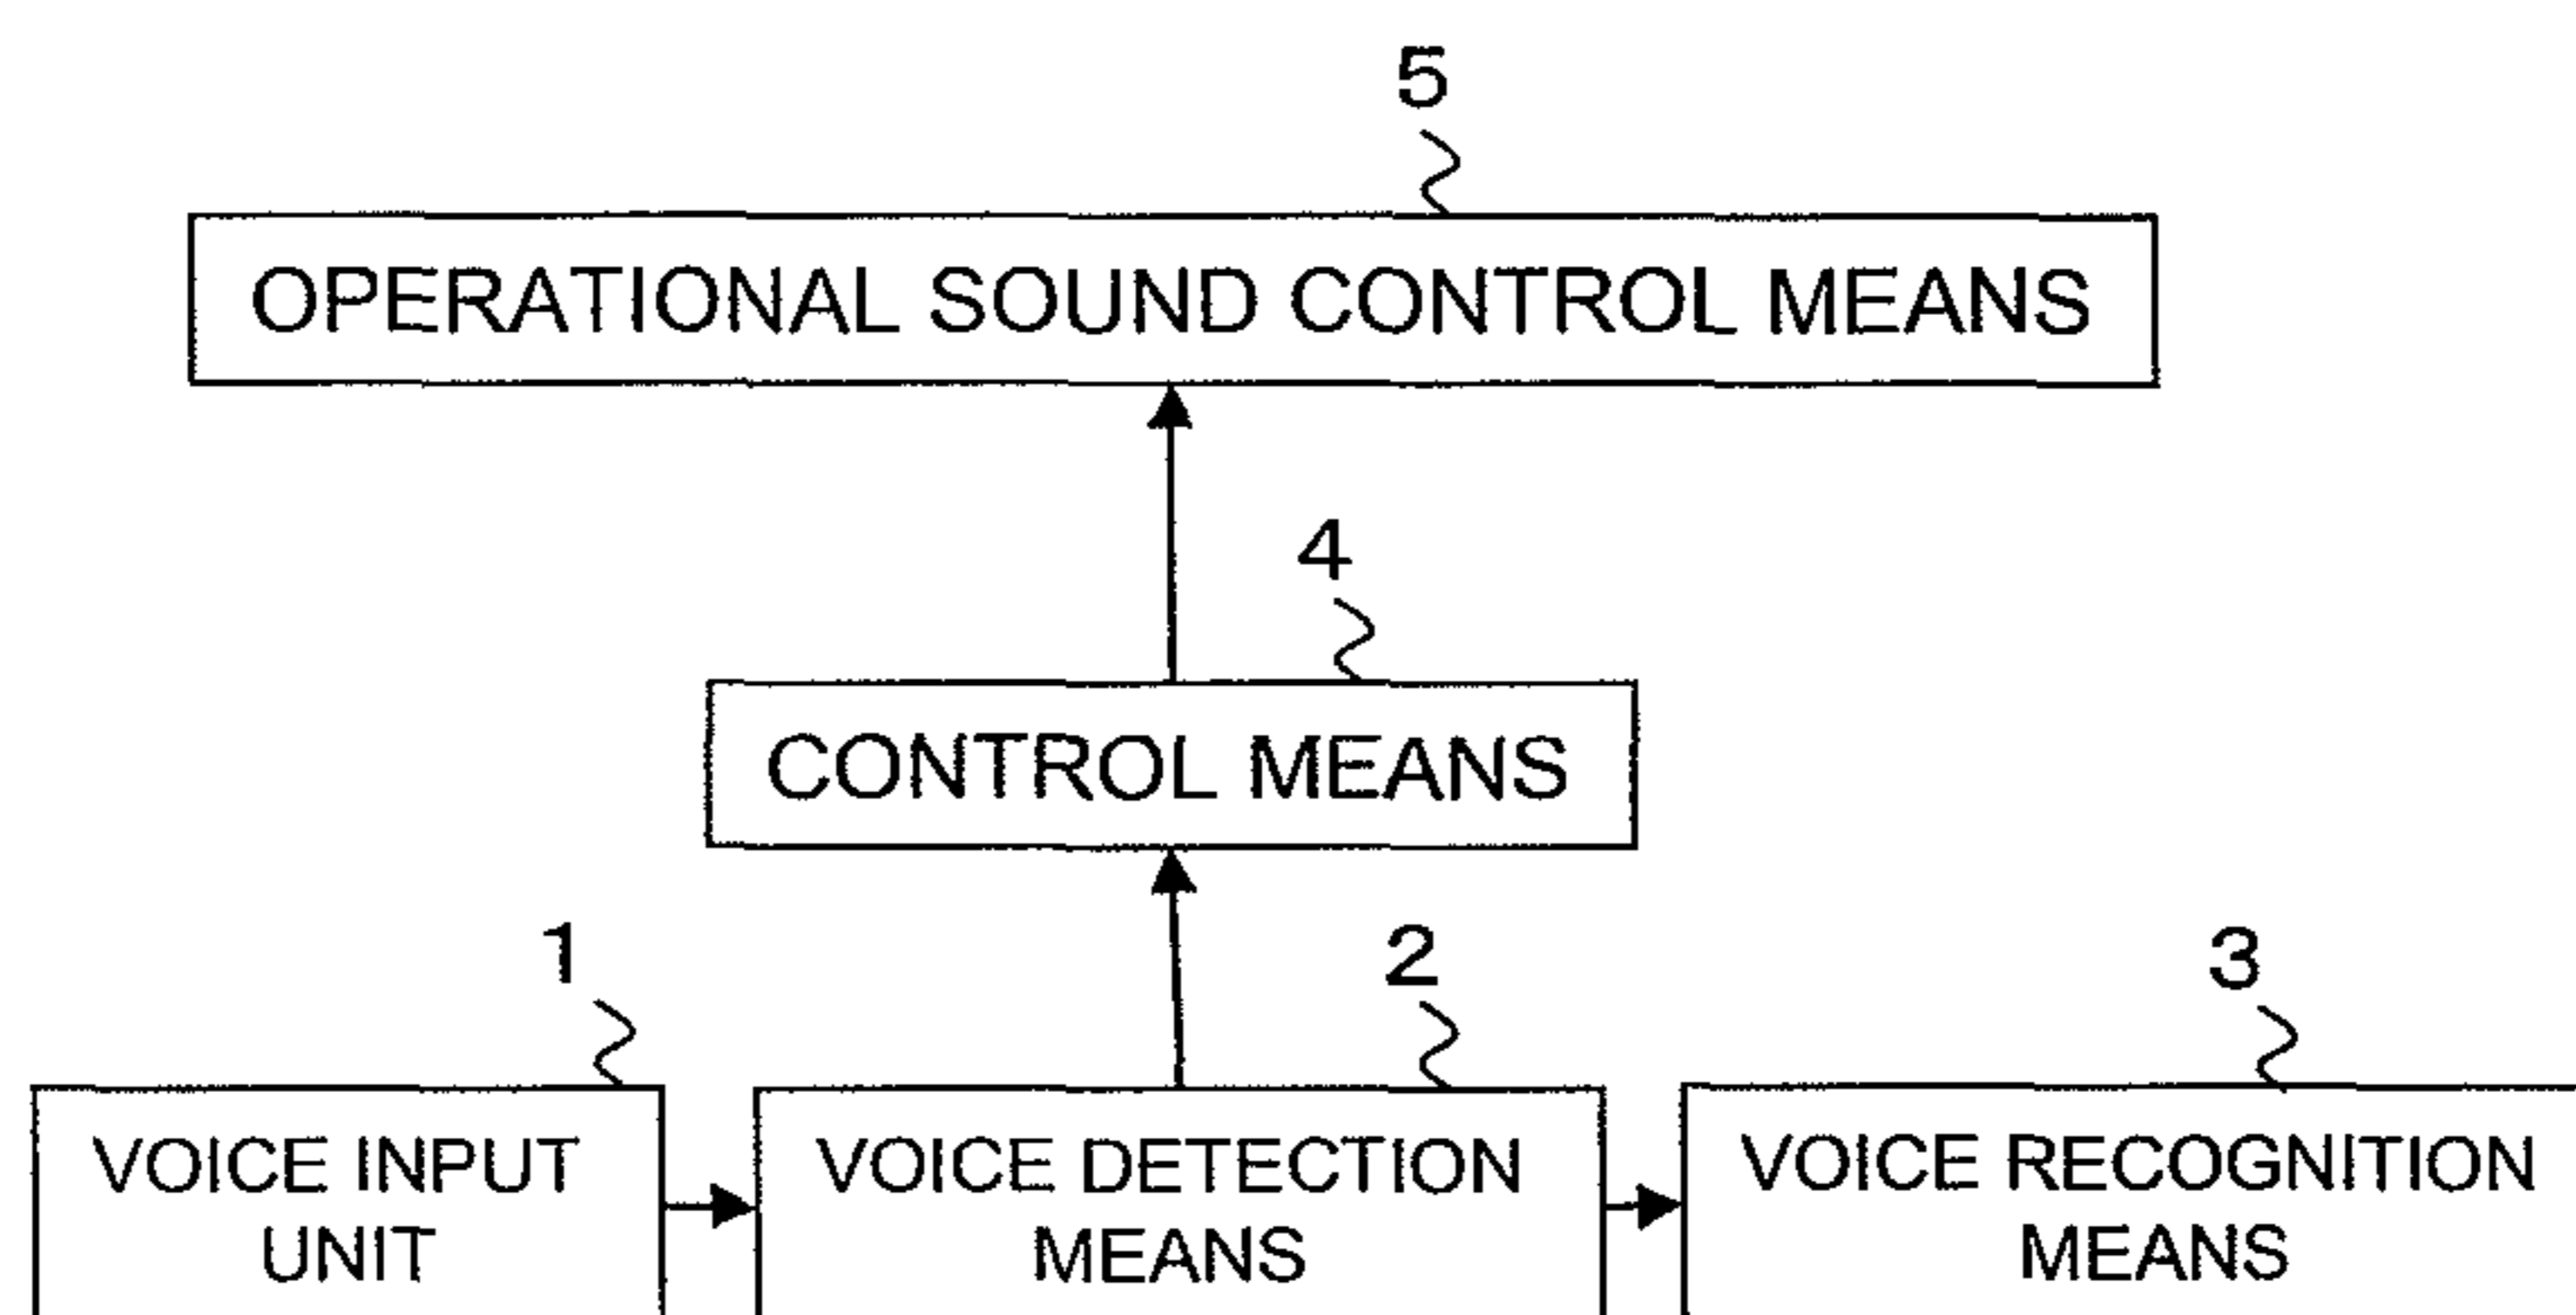 5
OPERATIONAL SOUND CONTROL MEANS
4
CONTROL MEANS
1
2
3
VOICE INPUT
UNIT
VOICE DETECTION
MEANS
VOICE RECOGNITION
MEANS